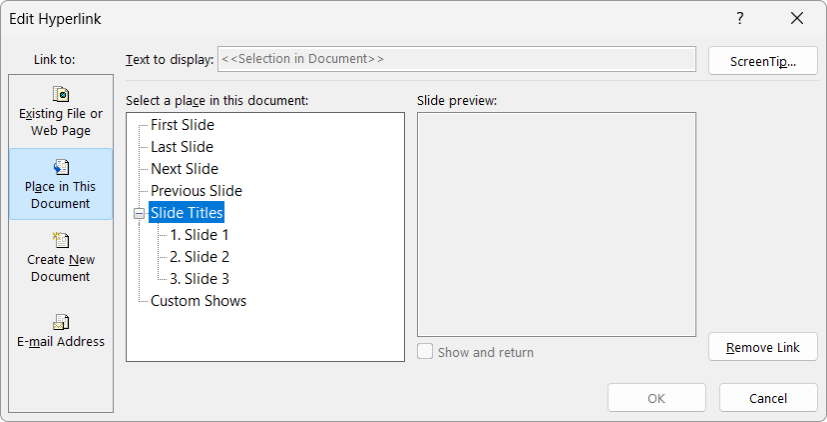 Edit Hyperlink
?
Link to:
Text to display:
<<Selection in Document>>
ScreenTip...
Existing File or
Web Page
Place in This
Document
Create New
Document
E-mail Address
Select a place in this document:
First Slide
Last Slide
Next Slide
Previous Slide
Slide Titles
1. Slide 1
2. Slide 2
3. Slide 3
Custom Shows
Slide preview:
Show and return
Remove Link
OK
Cancel